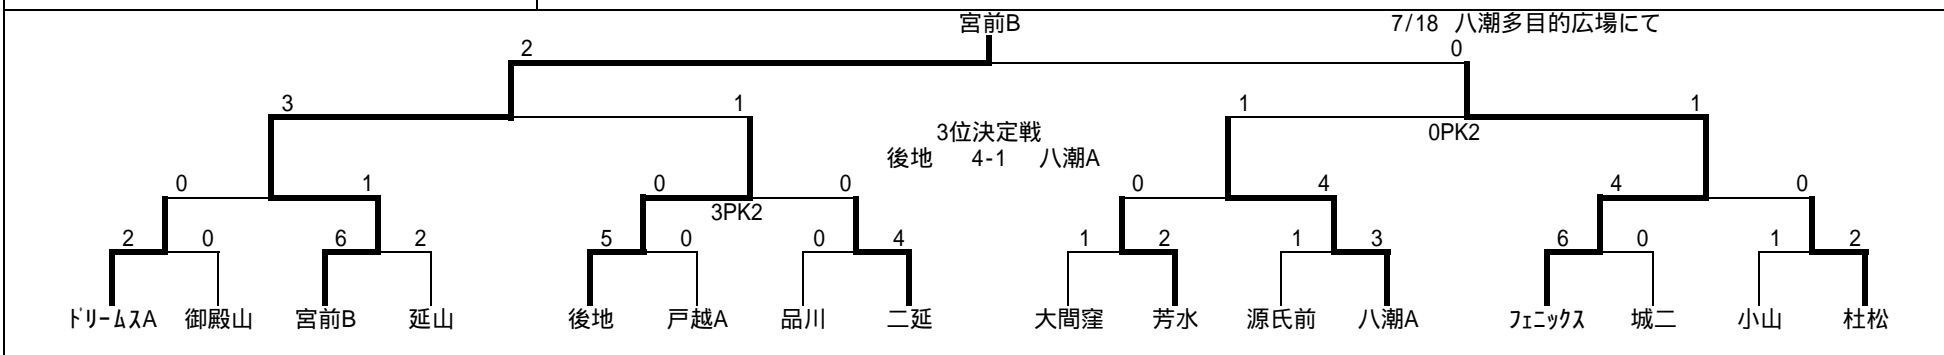 宮前B 7/18 八潮多目的広場にて
2 0
3 1 1 1
3位決定戦 0PK2
後地 4-1 八潮A
0 1 0 0 0 4 4 0
3PK2
2 0 6 2 5 0 0 4 1 2 1 3 6 0 1 2
ﾄﾞﾘｰﾑｽA 御殿山 宮前B 延山 後地 戸越A 品川 二延 大間窪 芳水 源氏前 八潮A ﾌｪﾆｯｸｽ 城二 小山 杜松